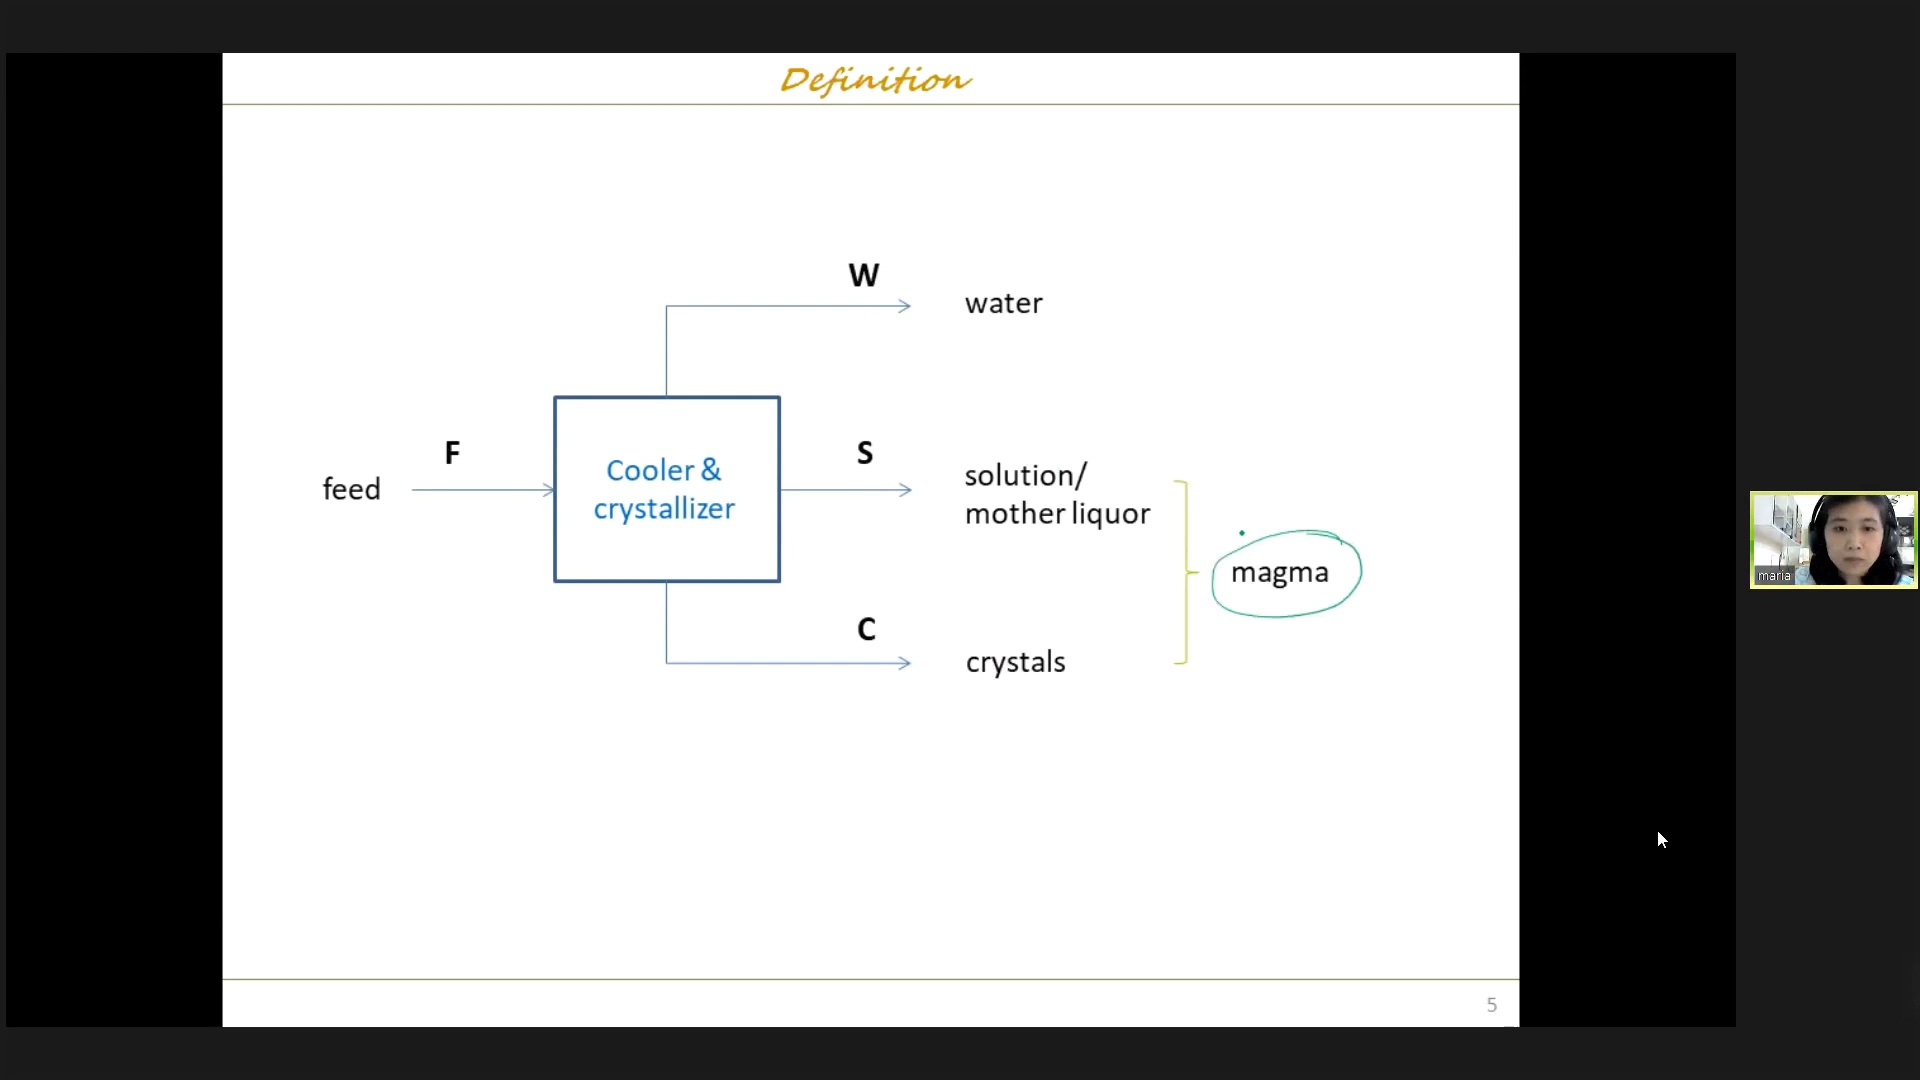 Definition
W
water
F
feed
Cooler &
crystallizer
S
solution/
mother liquor
magma
C
crystals
maria
5